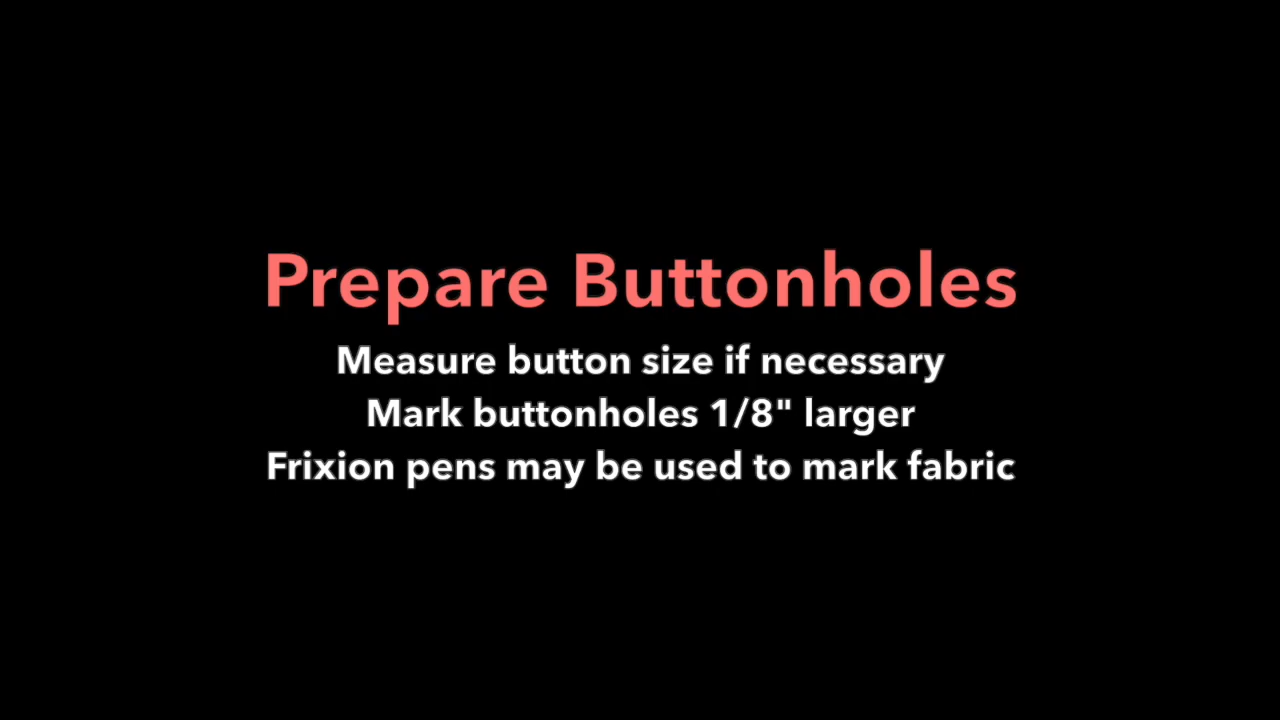 Prepare Buttonholes
Measure button size if necessary
Mark buttonholes 1/8" larger
Frixion pens may be used to mark fabric